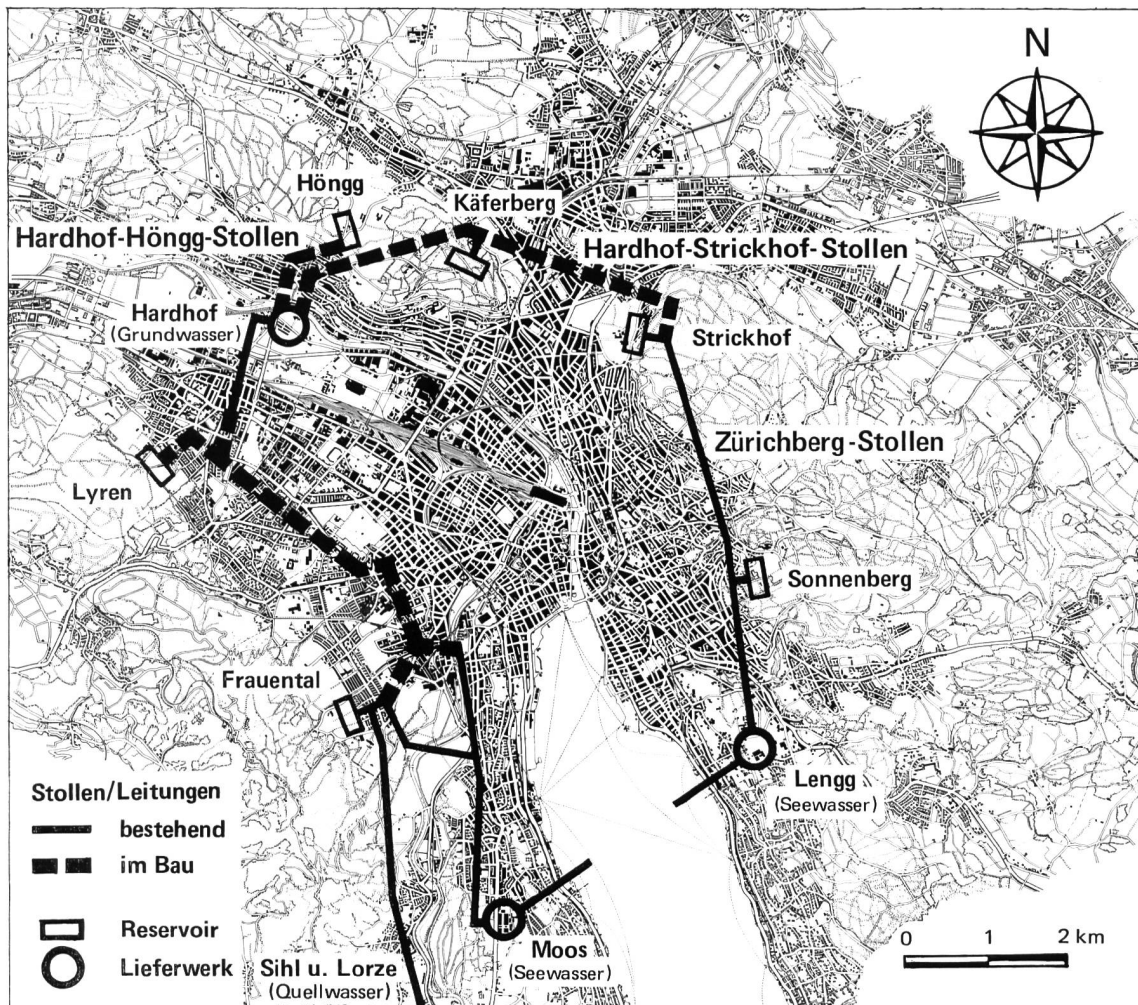 N
Höngg
Käferberg
Hardhof-Höngg-Stollen
Hardhof-Strickhof-Stollen
Hardhof
(Grundwasser)
Strickhof
Zürichberg-Stollen
Lyren
Sonnenberg
Frauental
Lengg
(Seewasser)
Stollen/Leitungen
bestehend
im Bau
Reservoir
Lieferwerk
Sihl u. Lorze
(Quellwasser)
Moos
(Seewasser)
0 1 2 km